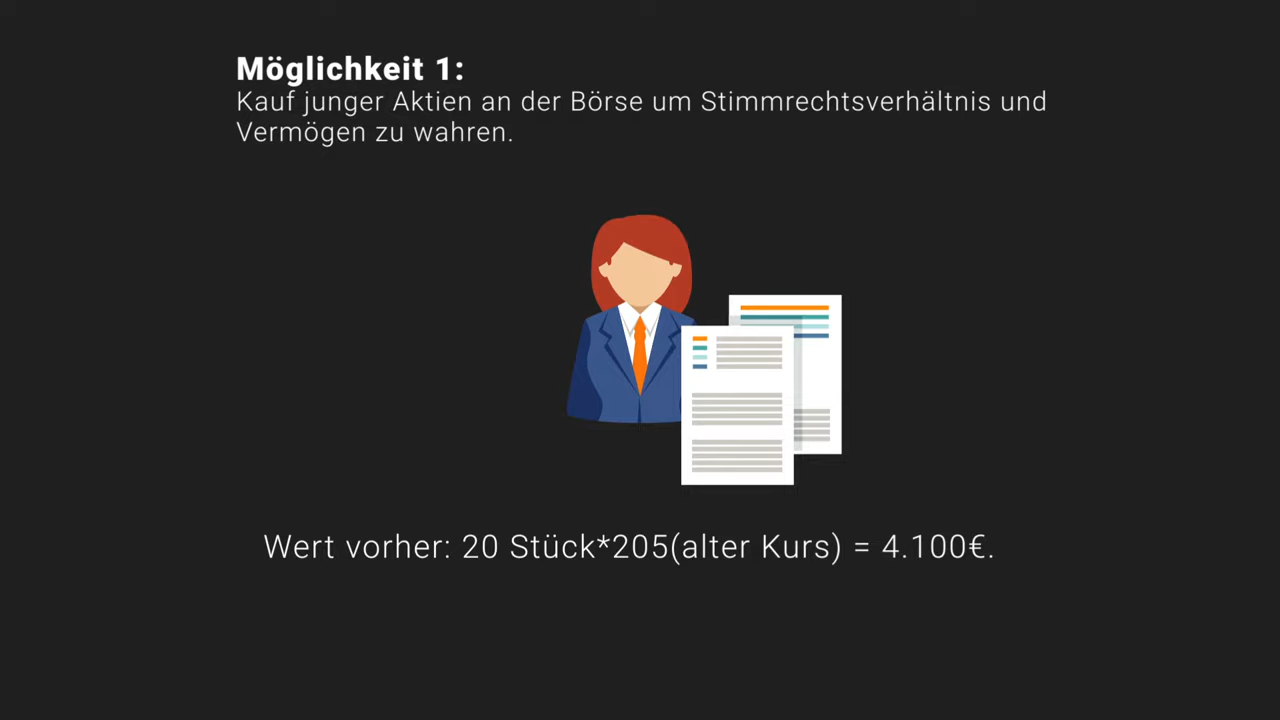 Möglichkeit 1:
Kauf junger Aktien an der Börse um Stimmrechtsverhältnis und
Vermögen zu wahren.
Wert vorher: 20 Stück*205(alter Kurs) = 4.100€.